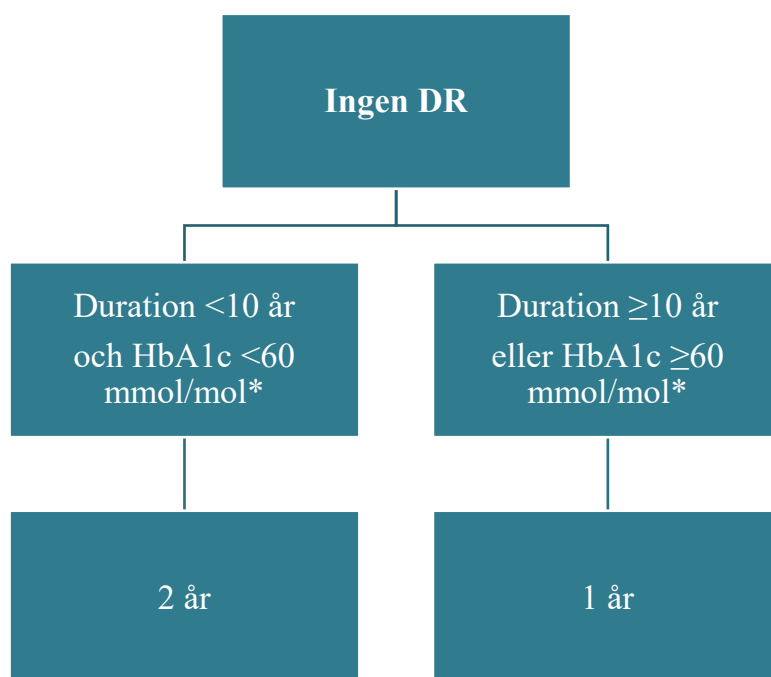 Ingen DR
Duration <10 år
och HbA1c <60
mmol/mol*
Duration ≥10 år
eller HbA1c ≥60
mmol/mol*
2 år
1 år